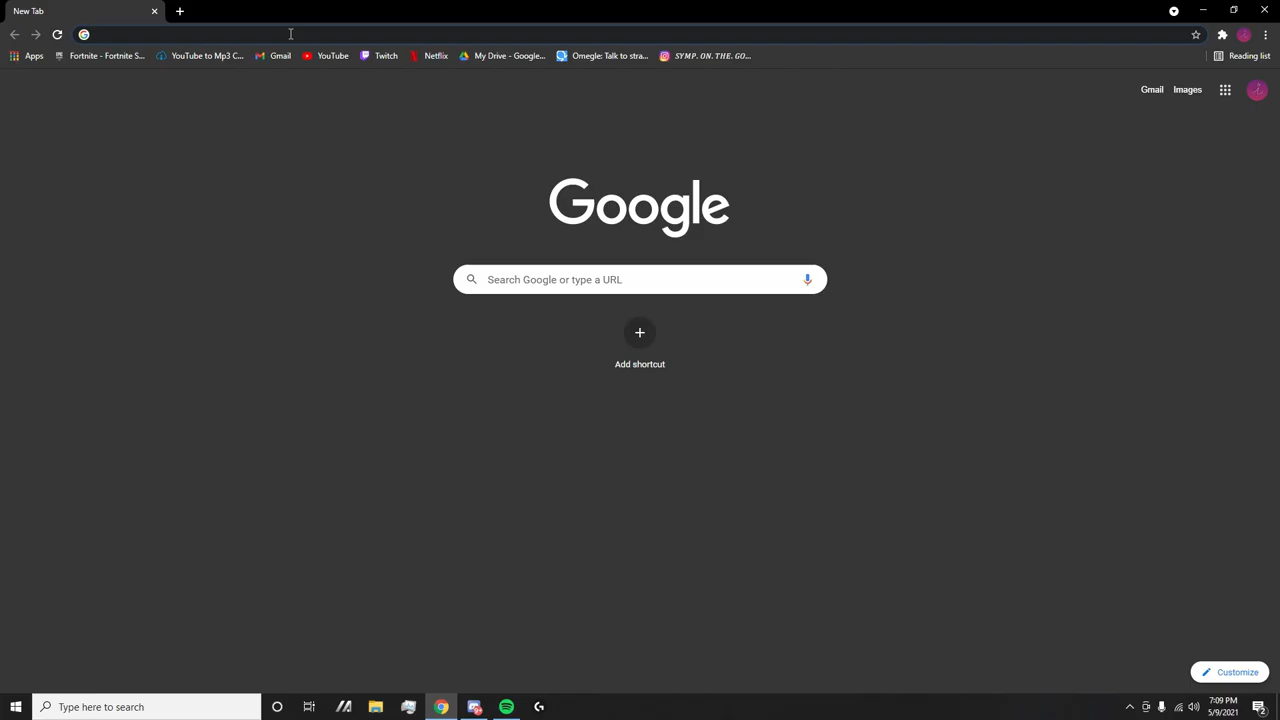 New Tab
Apps
Fortnite - Fortnite S...
YouTube to Mp3 C...
Gmail
YouTube
Twitch
Netflix
My Drive - Google...
Omegle: Talk to stra...
𝑆𝑌𝑀𝑃. 𝑂𝑁. 𝑇𝐻𝐸. 𝐺𝑂...
Reading list
Gmail
Images
Google
Search Google or type a URL
Add shortcut
Customize
Type here to search
7:09 PM
5/9/2021
2